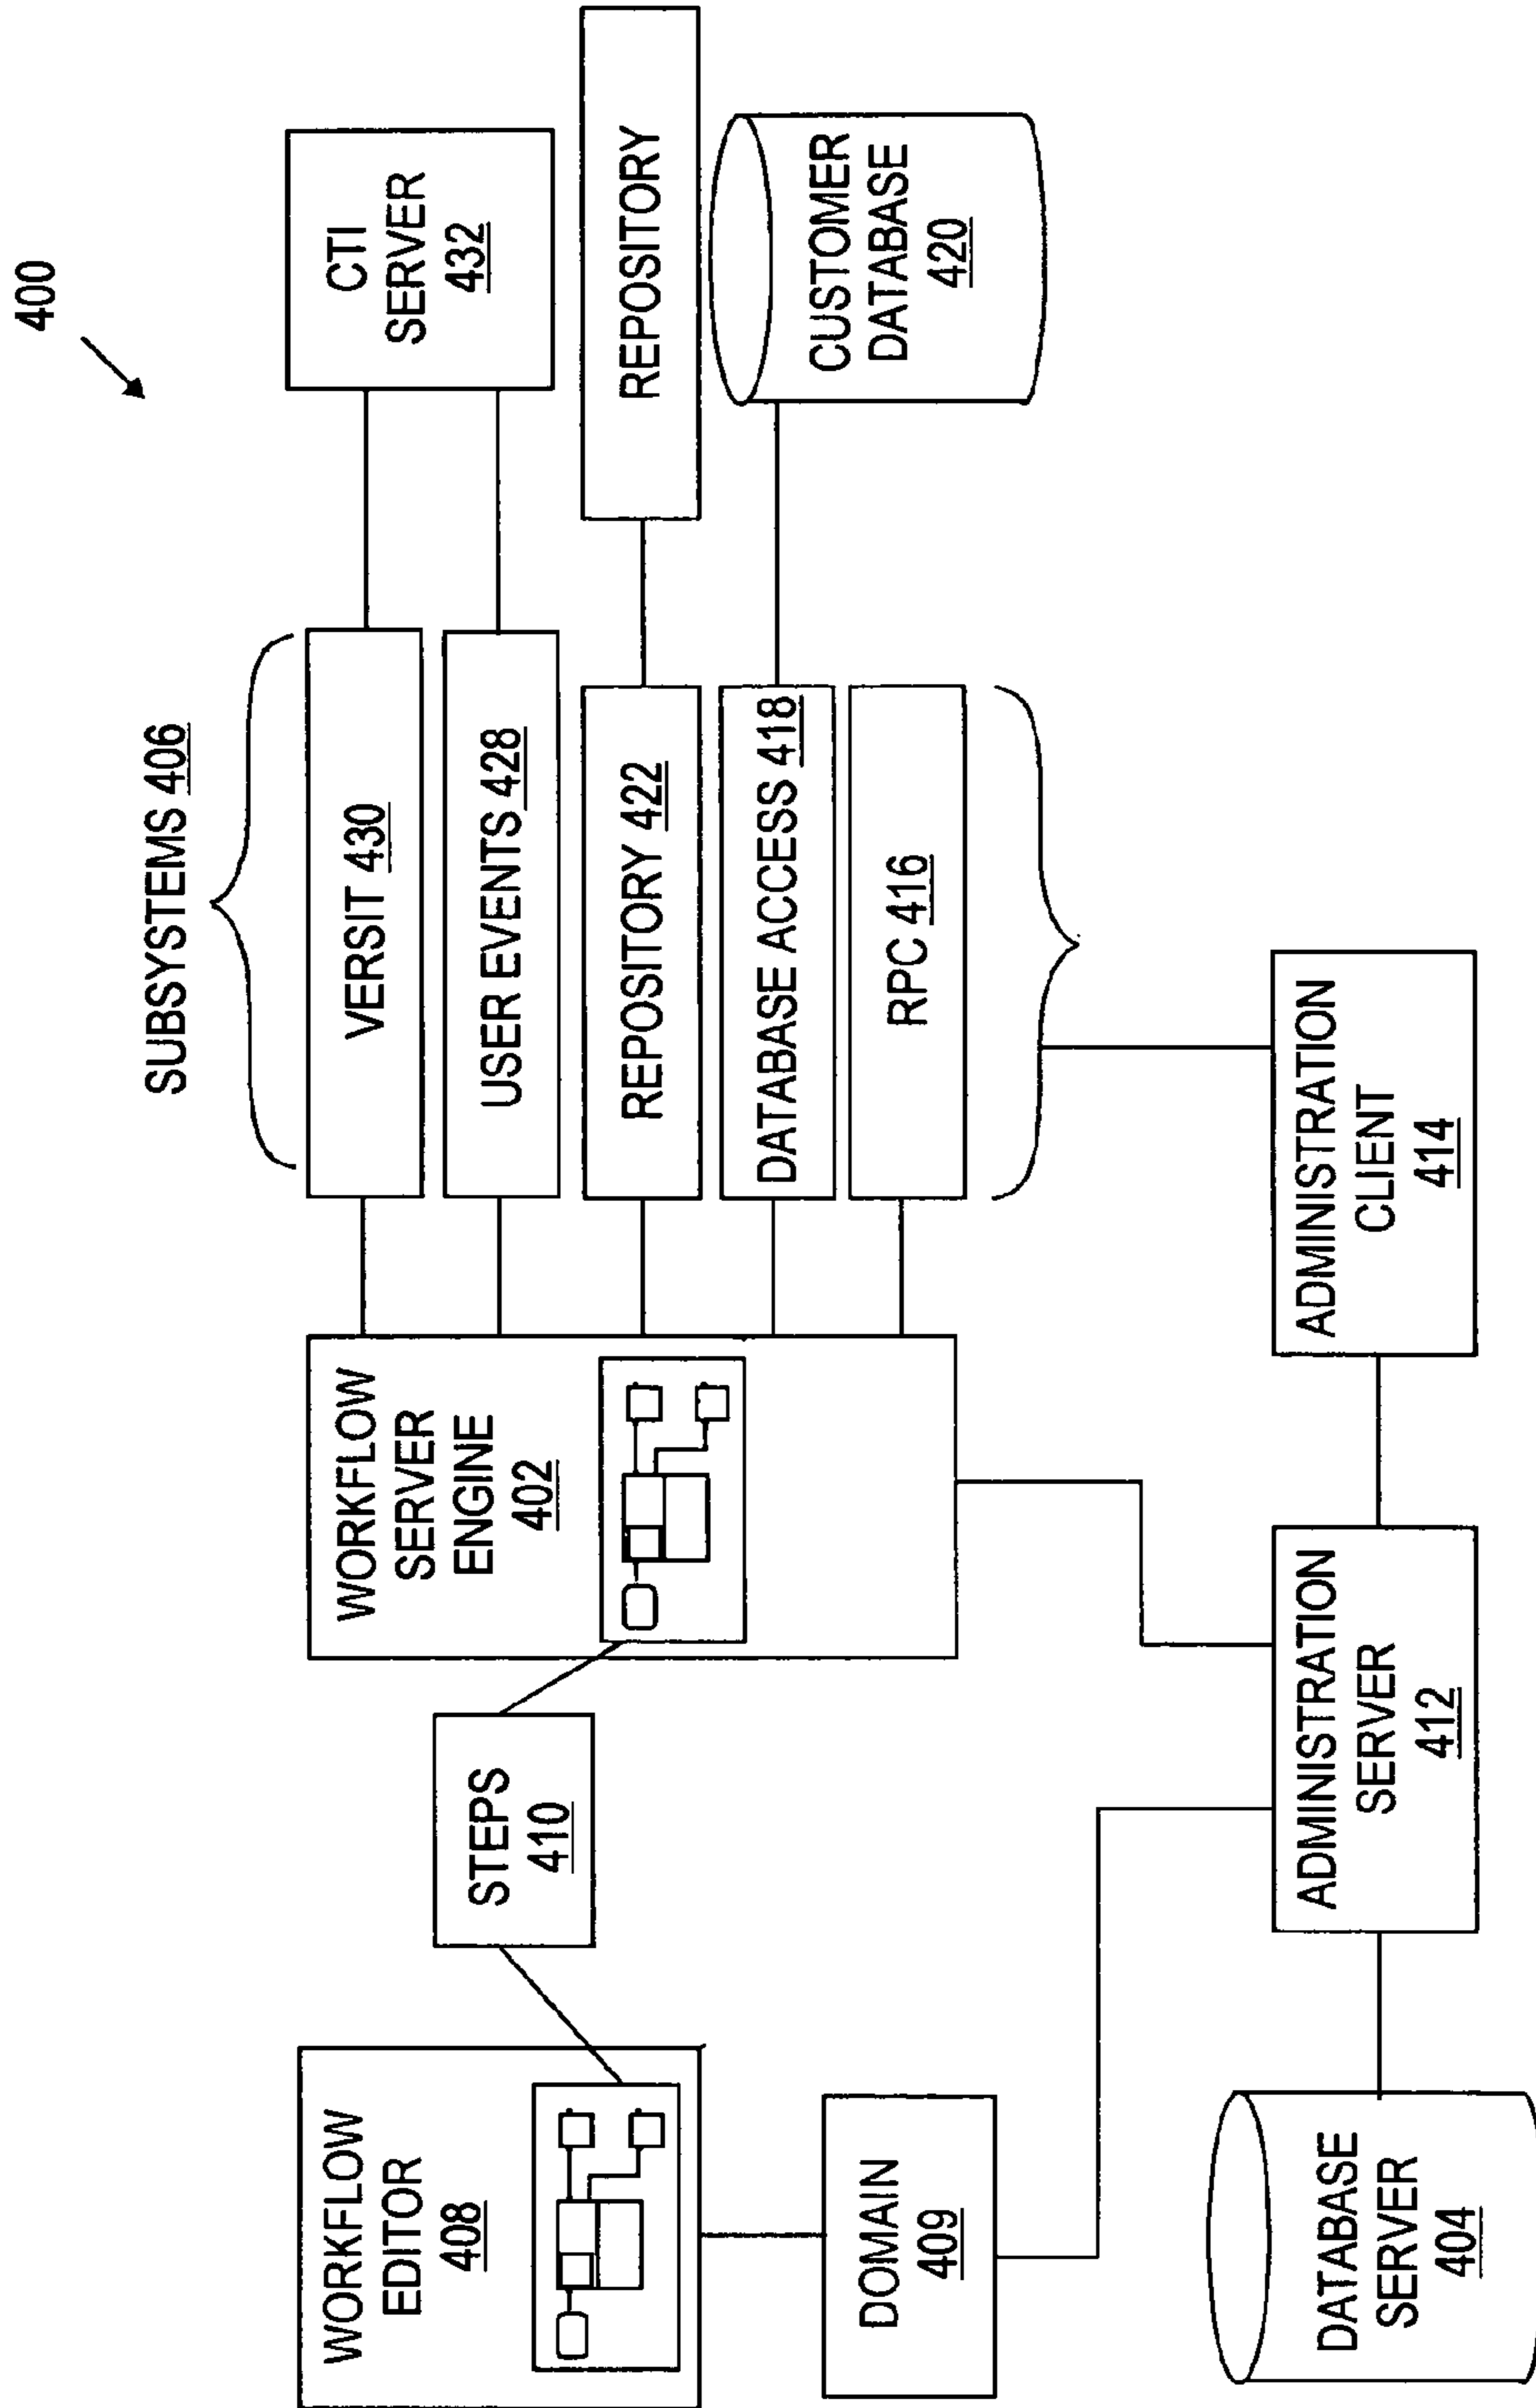 400
SUBSYSTEMS 406
WORKFLOW
EDITOR
408
STEPS
410
WORKFLOW
SERVER
ENGINE
402
VERSIT 430
USER EVENTS 428
REPOSITORY 422
DATABASE ACCESS 418
RPC 416
CTI
SERVER
432
REPOSITORY
CUSTOMER
DATABASE
420
DOMAIN
409
DATABASE
SERVER
404
ADMINISTRATION
SERVER
412
ADMINISTRATION
CLIENT
414